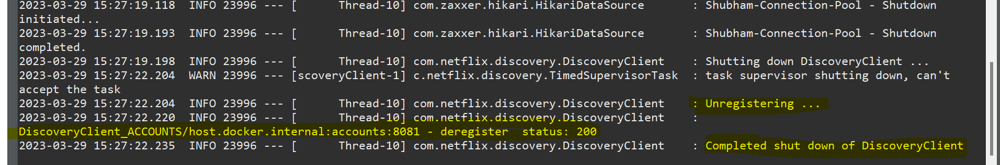 2023-03-29 15:27:19.118  INFO 23996 --- [      Thread-10] com.zaxxer.hikari.HikariDataSource       : Shubham-Connection-Pool - Shutdown
initiated...
2023-03-29 15:27:19.193  INFO 23996 --- [      Thread-10] com.zaxxer.hikari.HikariDataSource       : Shubham-Connection-Pool - Shutdown
completed.
2023-03-29 15:27:19.198  INFO 23996 --- [      Thread-10] com.netflix.discovery.DiscoveryClient    : Shutting down DiscoveryClient ...
2023-03-29 15:27:22.204  WARN 23996 --- [scoveryClient-1] c.netflix.discovery.TimedSupervisorTask  : task supervisor shutting down, can't
accept the task
2023-03-29 15:27:22.204  INFO 23996 --- [      Thread-10] com.netflix.discovery.DiscoveryClient    : Unregistering ...
2023-03-29 15:27:22.220  INFO 23996 --- [      Thread-10] com.netflix.discovery.DiscoveryClient    :
DiscoveryClient_ACCOUNTS/host.docker.internal:accounts:8081 - deregister  status: 200
2023-03-29 15:27:22.235  INFO 23996 --- [      Thread-10] com.netflix.discovery.DiscoveryClient    : Completed shut down of DiscoveryClient